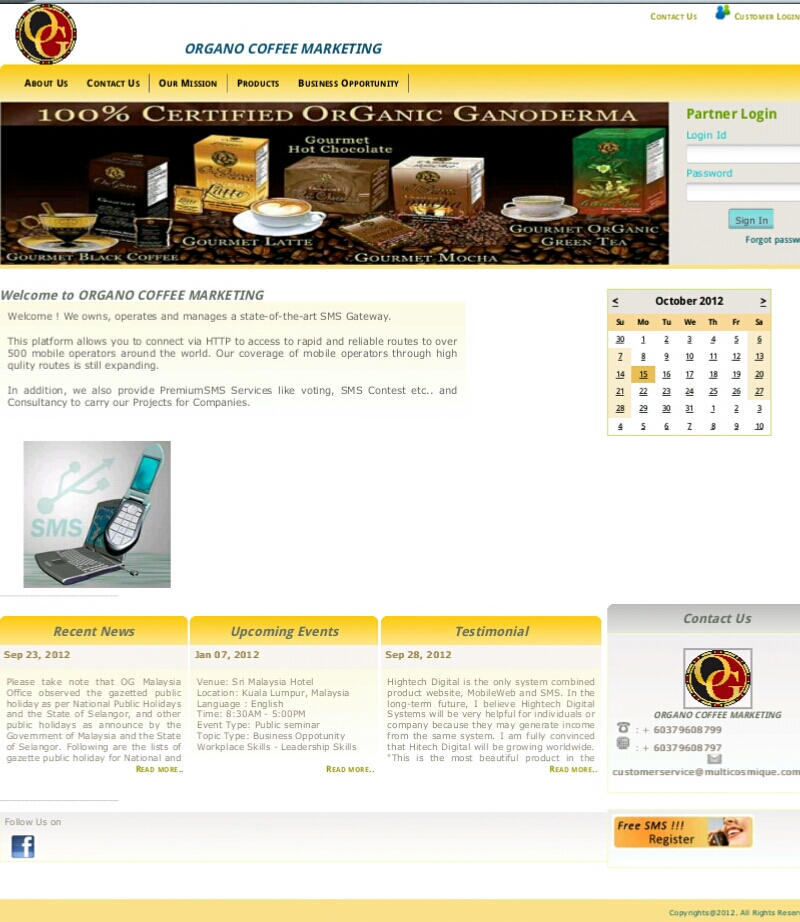 Contact Us
Customer Login
OG
ORGANO COFFEE MARKETING
About Us Contact Us Our Mission Products Business Opportunity
100% Certified OrGanic Ganoderma
Gourmet
Hot Chocolate
Latte
Gourmet Latte
Gourmet Black Coffee
Gourmet Mocha
Gourmet OrGanic
Green Tea
Partner Login
Login Id
Password
Sign In
Forgot passw
Welcome to ORGANO COFFEE MARKETING
Welcome ! We owns, operates and manages a state-of-the-art SMS Gateway.
This platform allows you to connect via HTTP to access to rapid and reliable routes to over
500 mobile operators around the world. Our coverage of mobile operators through high
qulity routes is still expanding.
In addition, we also provide PremiumSMS Services like voting, SMS Contest etc.. and
Consultancy to carry our Projects for Companies.
SMS
< October 2012 >
Su Mo Tu We Th Fr Sa
30 1 2 3 4 5 6
7 8 9 10 11 12 13
14 15 16 17 18 19 20
21 22 23 24 25 26 27
28 29 30 31 1 2 3
4 5 6 7 8 9 10
Recent News
Sep 23, 2012
Please take note that OG Malaysia
Office observed the gazetted public
holiday as per National Public Holidays
and the State of Selangor, and other
public holidays as announce by the
Government of Malaysia and the State
of Selangor. Following are the lists of
gazette public holiday for National and
Read more..
Upcoming Events
Jan 07, 2012
Venue: Sri Malaysia Hotel
Location: Kuala Lumpur, Malaysia
Language : English
Time: 8:30AM - 5:00PM
Event Type: Public seminar
Topic Type: Business Oppotunity
Workplace Skills - Leadership Skills
Read more..
Testimonial
Sep 28, 2012
Hightech Digital is the only system combined
product website, MobileWeb and SMS. In the
long-term future, I believe Hightech Digital
Systems will be very helpful for individuals or
company because they may generate income
from the same system. I am fully convinced
that Hitech Digital will be growing worldwide.
"This is the most beautiful product in the
Read more..
Contact Us
OG
ORGANO COFFEE MARKETING
: + 60379608799
: + 60379608797
customerservice@multicosmique.com
Follow Us on
f
Free SMS !!!
Register
Copyrights@2012. All Rights Reser